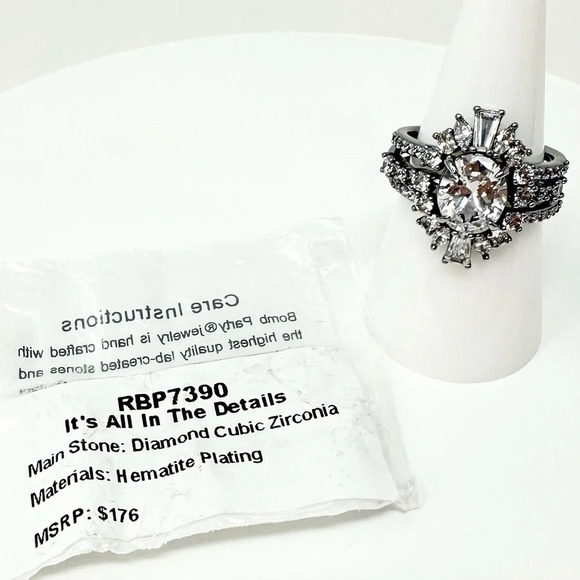 Care Instructions
Bomb Party® jewelry is hand crafted with
the highest quality lab-created stones and
RBP7390
It's All In The Details
Main Stone: Diamond Cubic Zirconia
Materials: Hematite Plating
MSRP: $176